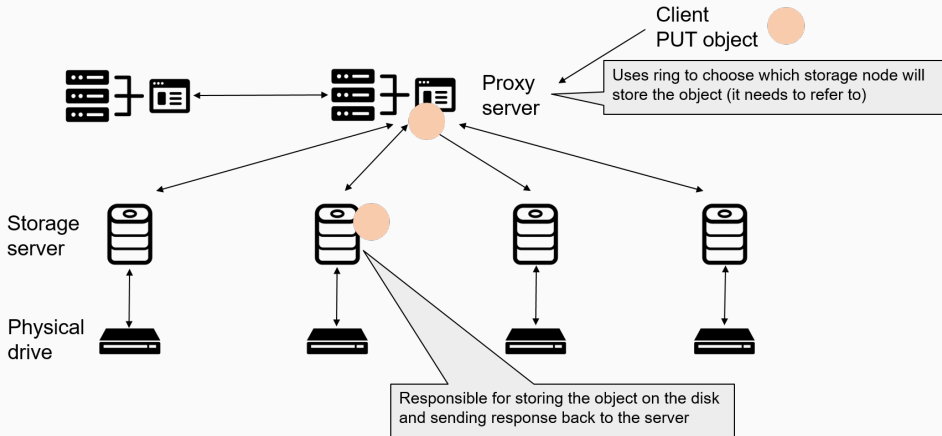 Client
PUT object
Proxy
server
Uses ring to choose which storage node will
store the object (it needs to refer to)
Storage
server
Physical
drive
Responsible for storing the object on the disk
and sending response back to the server